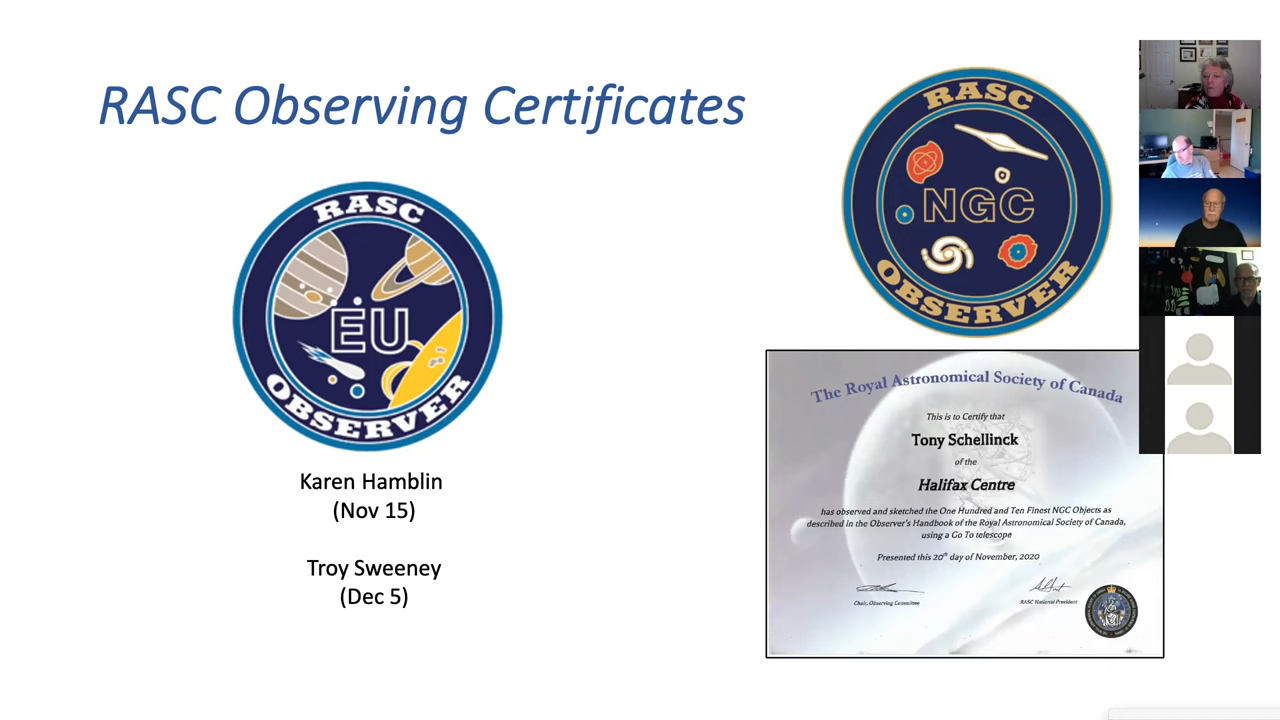 RASC Observing Certificates
RASC
EU
OBSERVER
Karen Hamblin
(Nov 15)
Troy Sweeney
(Dec 5)
RASC
NGC
OBSERVER
The Royal Astronomical Society of Canada
This is to Certify that
Tony Schellinck
of the
Halifax Centre
has observed and sketched the One Hundred and Ten Finest NGC Objects as
described in the Observer's Handbook of the Royal Astronomical Society of Canada,
using a Go To telescope
Presented this 20th day of November, 2020
Chair, Observing Committee
RASC National President